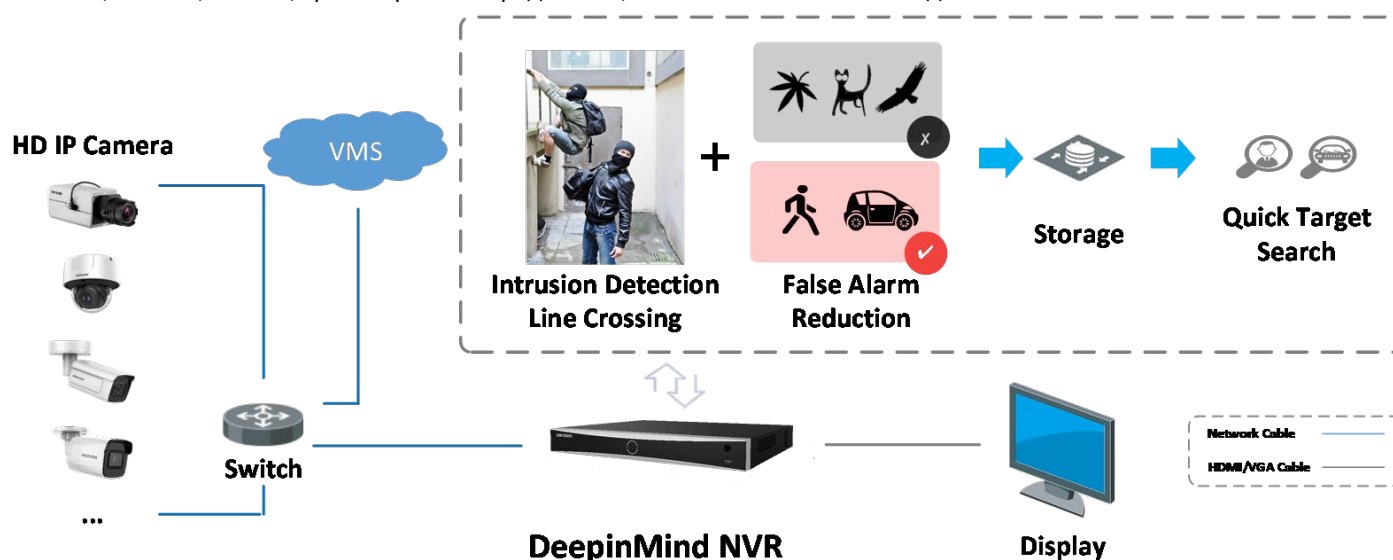 HD IP Camera
VMS
+
x
✓
Intrusion Detection
Line Crossing
False Alarm
Reduction
Storage
Quick Target
Search
Switch
...
DeepinMind NVR
Display
Network Cable
HDMI/VGA Cable